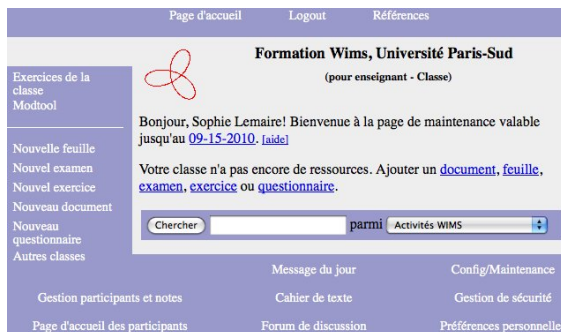 Page d'accueil Logout Références
Formation Wims, Université Paris-Sud
(pour enseignant - Classe)
Exercices de la
classe
Modtool
Nouvelle feuille
Nouvel examen
Nouvel exercice
Nouveau document
Nouveau
questionnaire
Autres classes
Bonjour, Sophie Lemaire! Bienvenue à la page de maintenance valable
jusqu'au 09-15-2010. [aide]
Votre classe n'a pas encore de ressources. Ajouter un document, feuille,
examen, exercice ou questionnaire.
Chercher parmi Activités WIMS
Message du jour Config/Maintenance
Gestion participants et notes Cahier de texte Gestion de sécurité
Page d'accueil des participants Forum de discussion Préférences personnelle